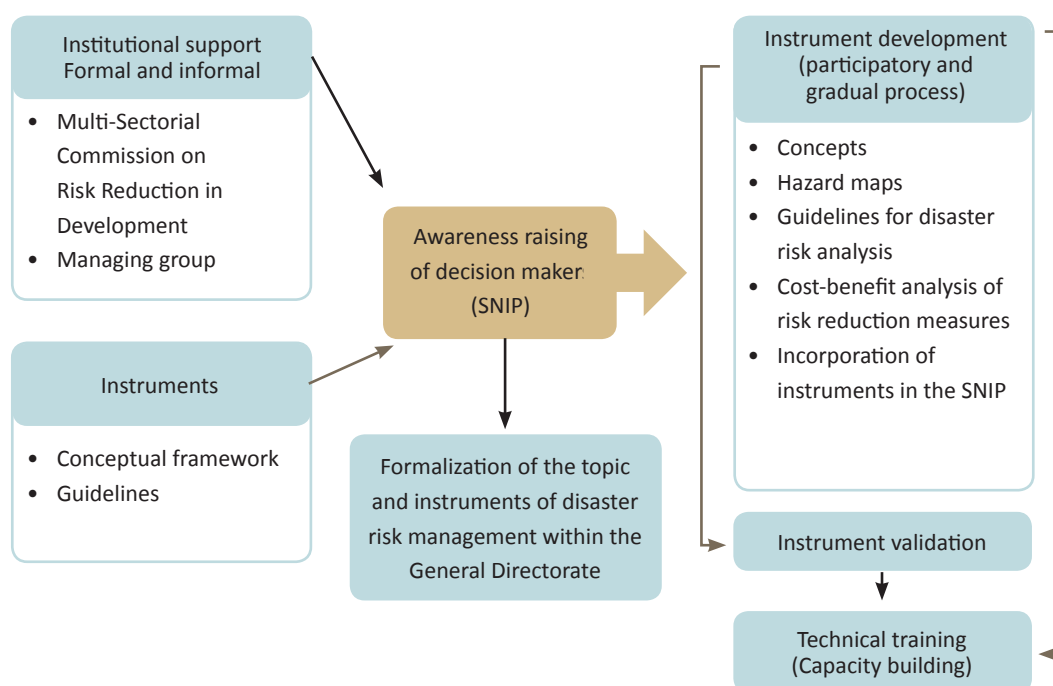 Institutional support
Formal and informal
• Multi-Sectorial
Commission on
Risk Reduction in
Development
• Managing group
Instruments
• Conceptual framework
• Guidelines
Awareness raising
of decision maker
(SNIP)
Formalization of the topic
and instruments of disaster
risk management within the
General Directorate
Instrument development
(participatory and
gradual process)
• Concepts
• Hazard maps
• Guidelines for disaster
risk analysis
• Cost-benefit analysis of
risk reduction measures
• Incorporation of
instruments in the SNIP
Instrument validation
Technical training
(Capacity building)